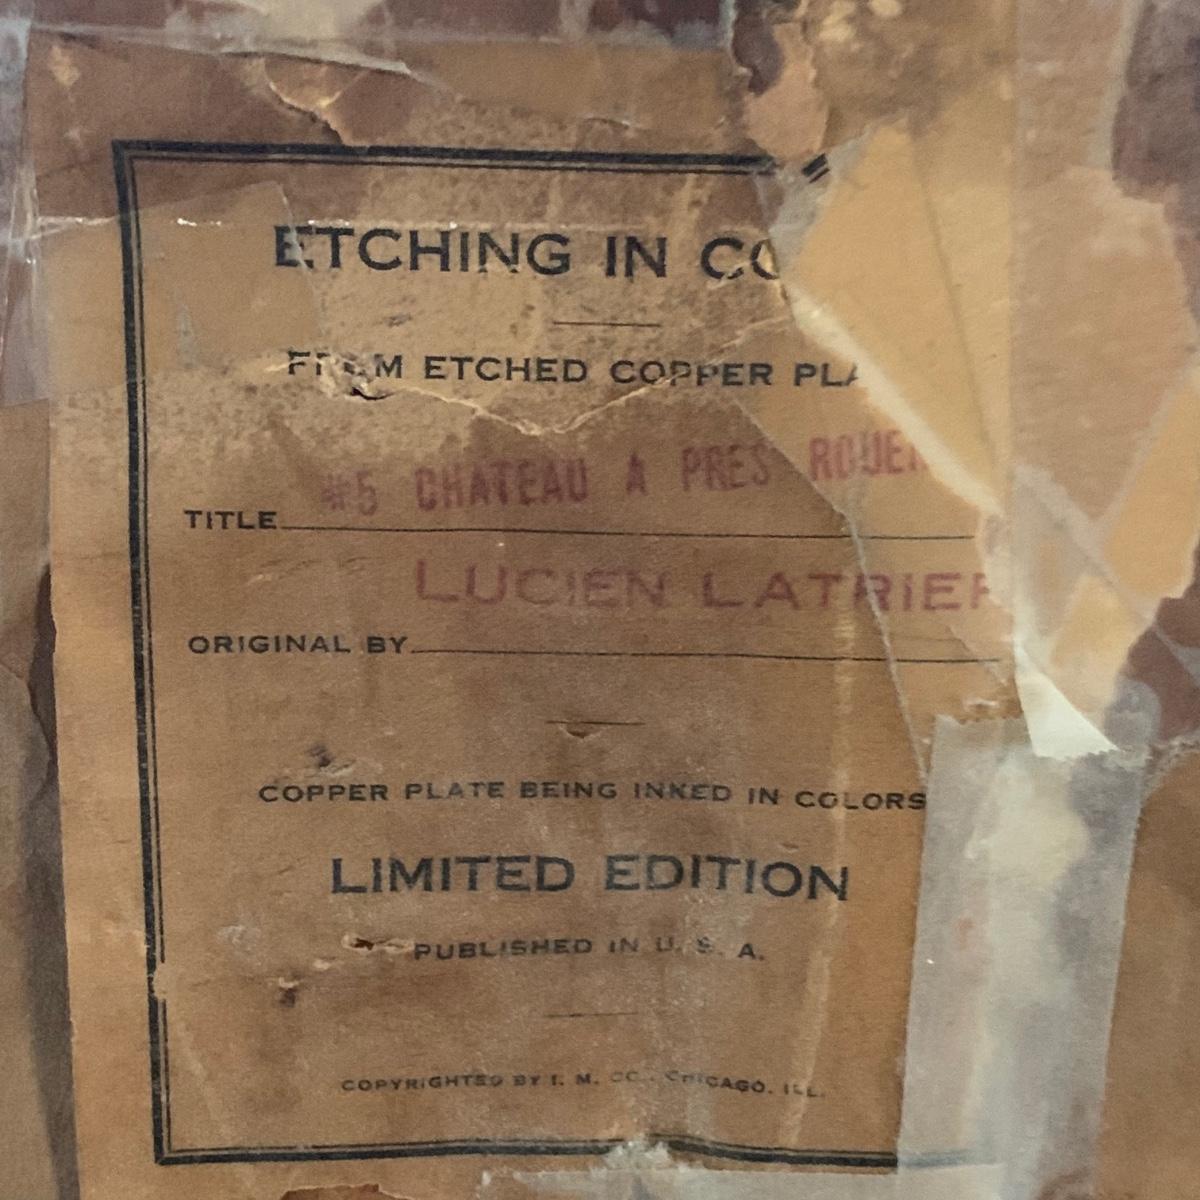 ETCHING IN CO
FROM ETCHED COPPER PLA
#5 CHATEAU A PRES ROUEN
TITLE
LUCIEN LATRIER
ORIGINAL BY
COPPER PLATE BEING INKED IN COLORS
LIMITED EDITION
PUBLISHED IN U. S. A.
COPYRIGHTED BY I. M. CO., CHICAGO, ILL.